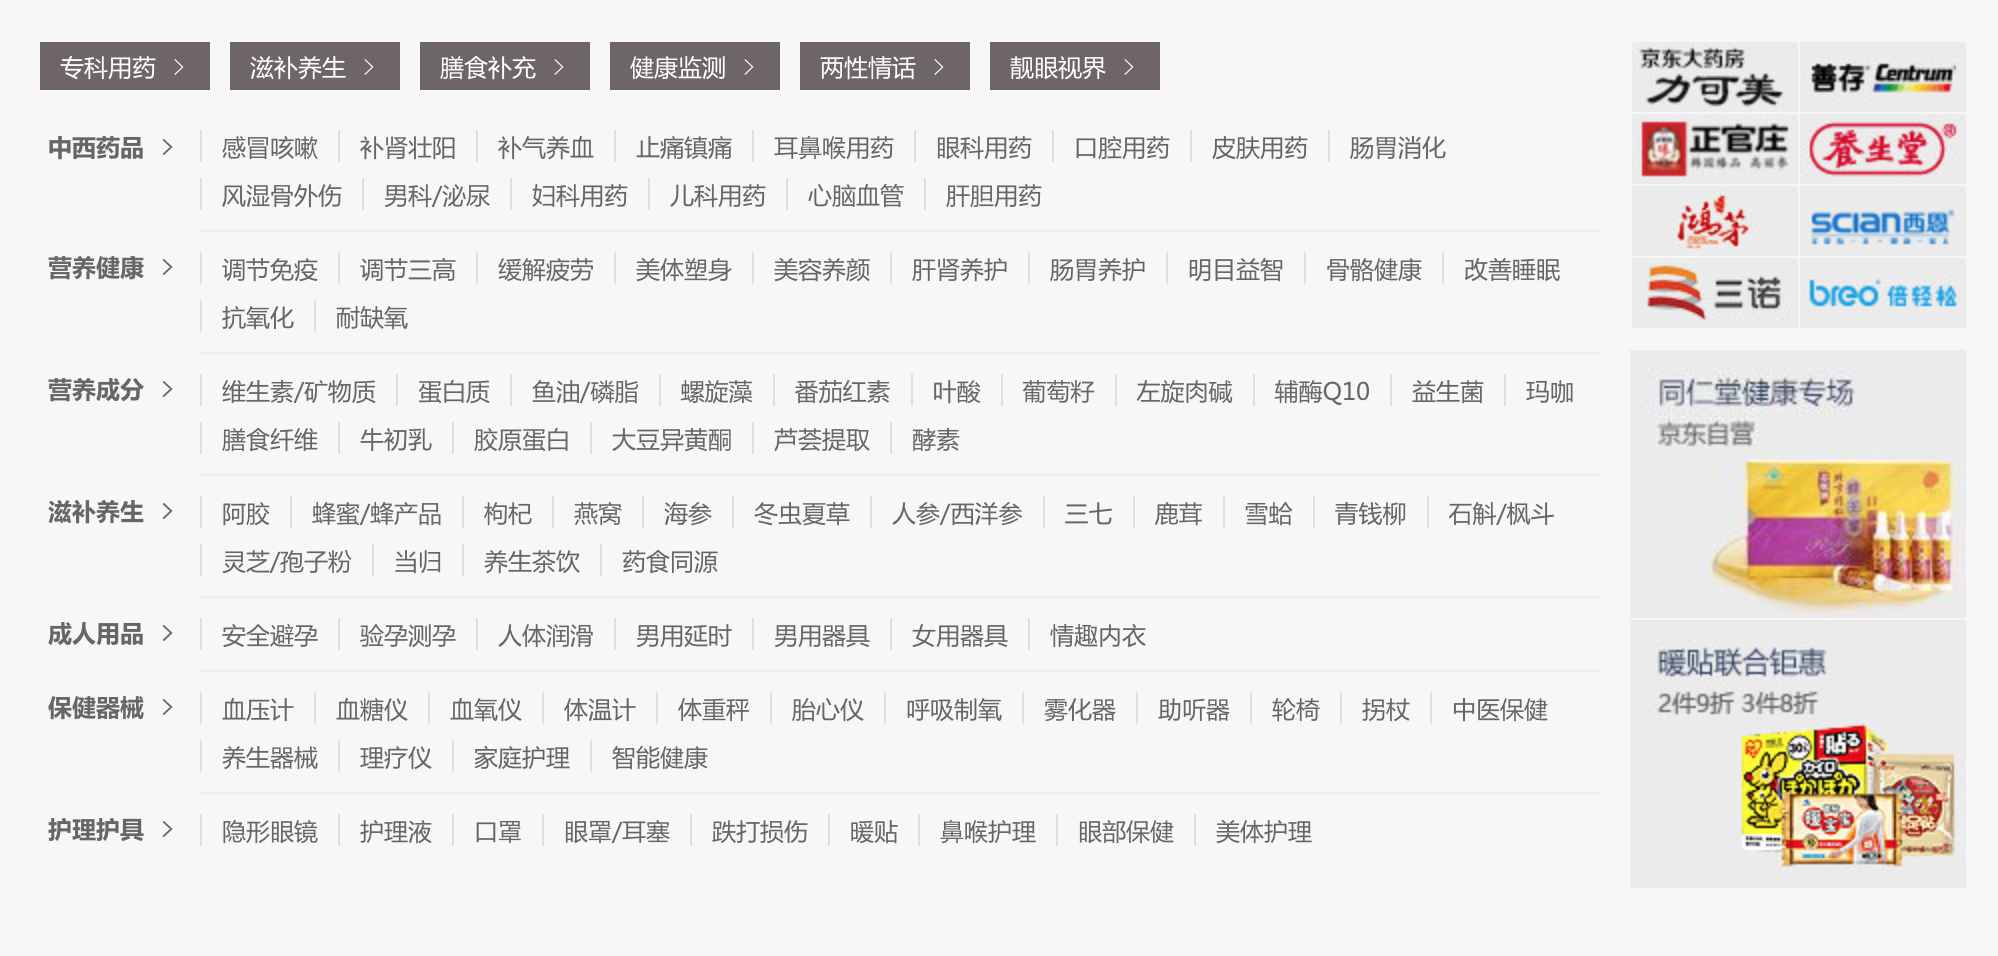 专科用药 > 滋补养生 > 膳食补充 > 健康监测 > 两性情话 > 靓眼视界 >
中西药品 > 感冒咳嗽 补肾壮阳 补气养血 止痛镇痛 耳鼻喉用药 眼科用药 口腔用药 皮肤用药 肠胃消化
风湿骨外伤 男科/泌尿 妇科用药 儿科用药 心脑血管 肝胆用药
营养健康 > 调节免疫 调节三高 缓解疲劳 美体塑身 美容养颜 肝肾养护 肠胃养护 明目益智 骨骼健康 改善睡眠
抗氧化 耐缺氧
营养成分 > 维生素/矿物质 蛋白质 鱼油/磷脂 螺旋藻 番茄红素 叶酸 葡萄籽 左旋肉碱 辅酶Q10 益生菌 玛咖
膳食纤维 牛初乳 胶原蛋白 大豆异黄酮 芦荟提取 酵素
滋补养生 > 阿胶 蜂蜜/蜂产品 枸杞 燕窝 海参 冬虫夏草 人参/西洋参 三七 鹿茸 雪蛤 青钱柳 石斛/枫斗
灵芝/孢子粉 当归 养生茶饮 药食同源
成人用品 > 安全避孕 验孕测孕 人体润滑 男用延时 男用器具 女用器具 情趣内衣
保健器械 > 血压计 血糖仪 血氧仪 体温计 体重秤 胎心仪 呼吸制氧 雾化器 助听器 轮椅 拐杖 中医保健
养生器械 理疗仪 家庭护理 智能健康
护理护具 > 隐形眼镜 护理液 口罩 眼罩/耳塞 跌打损伤 暖贴 鼻喉护理 眼部保健 美体护理
京东大药房
力可美
善存 Centrum
正官庄
養生堂®
鸿茅
scian西恩
三诺
breo 倍轻松
同仁堂健康专场
京东自营
暖贴联合钜惠
2件9折 3件8折
貼る
カイロ
ぽかぽか